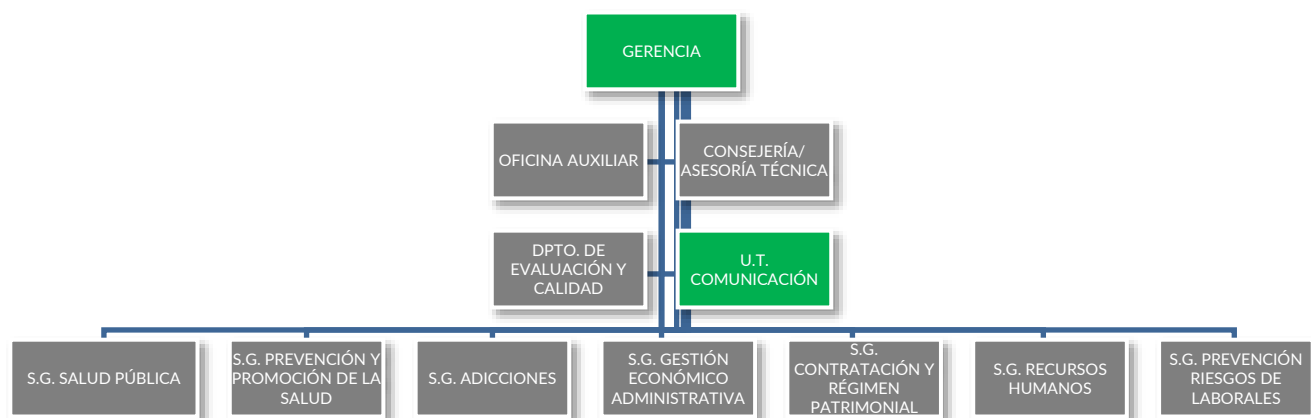 GERENCIA
OFICINA AUXILIAR
CONSEJERÍA/
ASESORÍA TÉCNICA
DPTO. DE
EVALUACIÓN Y
CALIDAD
U.T.
COMUNICACIÓN
S.G. SALUD PÚBLICA
S.G. PREVENCIÓN Y
PROMOCIÓN DE LA
SALUD
S.G. ADICCIONES
S.G. GESTIÓN
ECONÓMICO
ADMINISTRATIVA
S.G.
CONTRATACIÓN Y
RÉGIMEN
PATRIMONIAL
S.G. RECURSOS
HUMANOS
S.G. PREVENCIÓN
RIESGOS DE
LABORALES